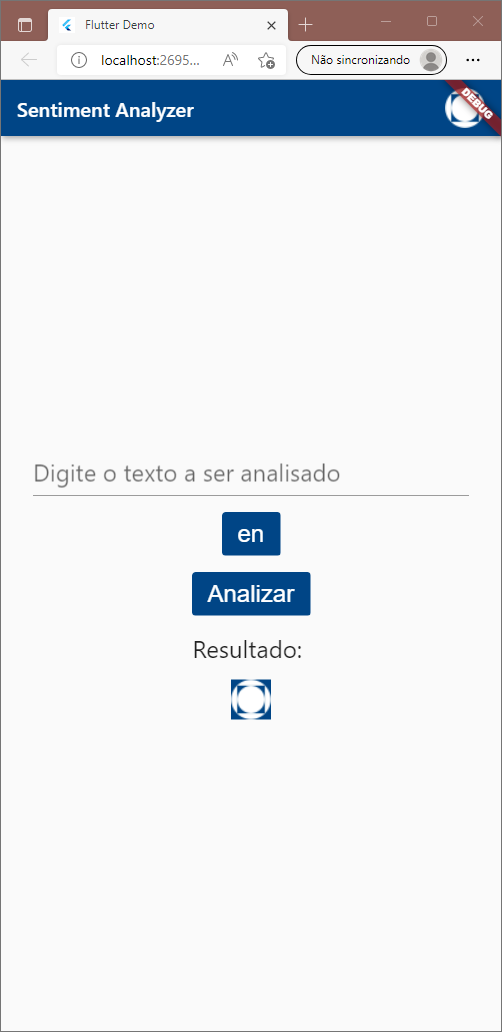 Flutter Demo
localhost:2695...
Não sincronizando
Sentiment Analyzer
DEBUG
Digite o texto a ser analisado
en
Analizar
Resultado: